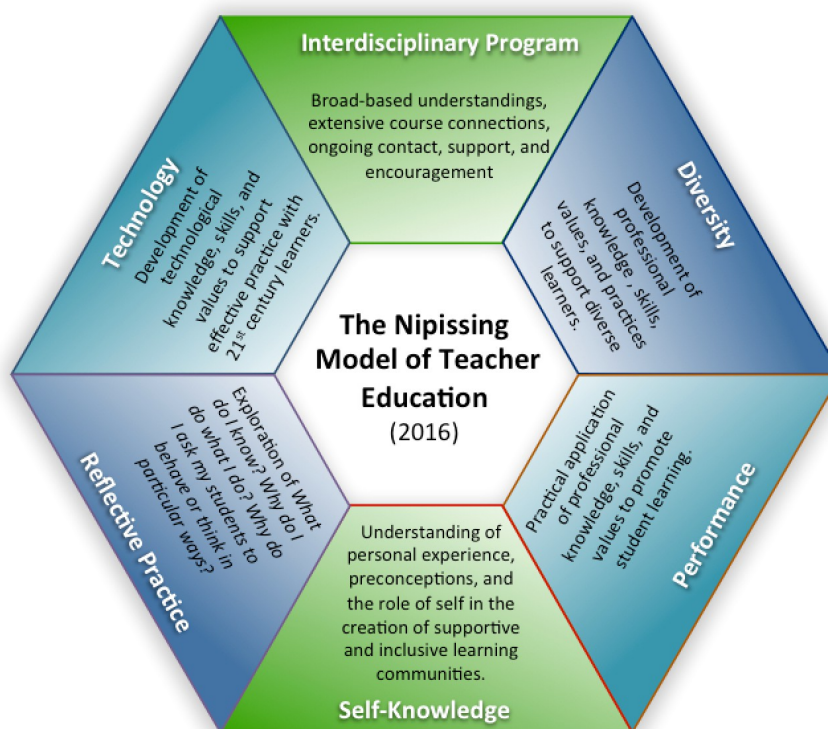 Interdisciplinary Program
Broad-based understandings,
extensive course connections,
ongoing contact, support, and
encouragement
Diversity
Development of
professional
knowledge , skills,
values, and practices
to support diverse
learners.
Performance
Practical application
of professional
knowledge, skills, and
values to promote
student learning.
Understanding of
personal experience,
preconceptions, and
the role of self in the
creation of supportive
and inclusive learning
communities.
Self-Knowledge
Reflective Practice
Exploration of What
do I know? Why do I
do what I do? Why do
I ask my students to
behave or think in
particular ways?
Technology
Development of
technological
knowledge, skills, and
values to support
effective practice with
21st century learners.
The Nipissing
Model of Teacher
Education
(2016)